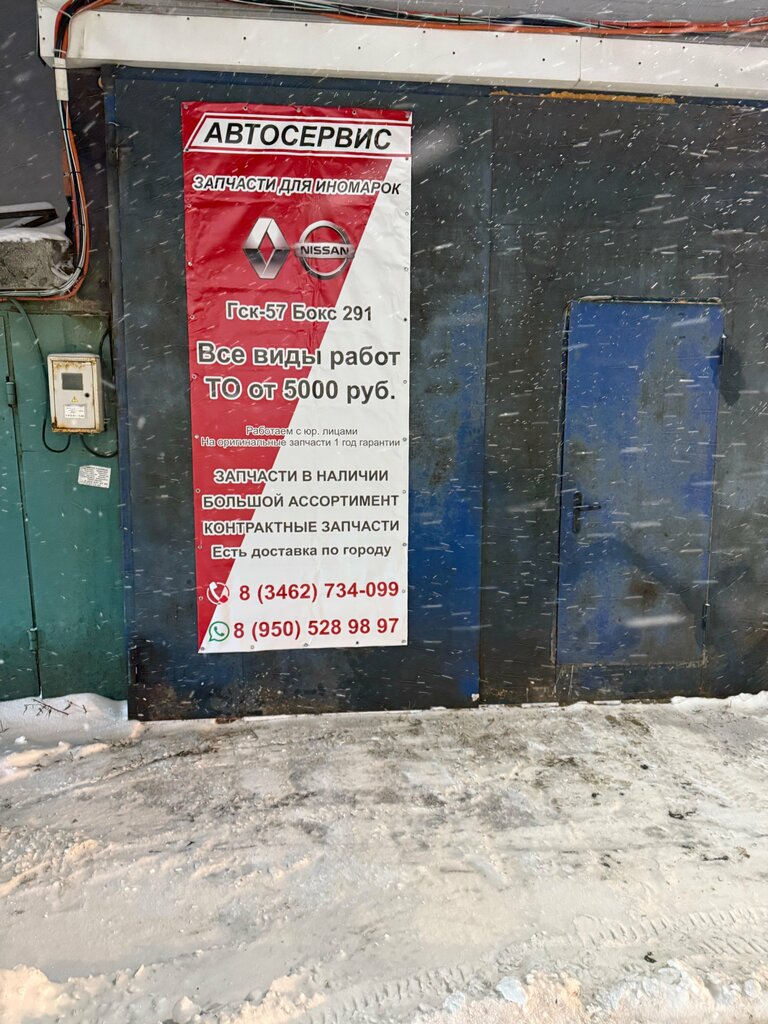 АВТОСЕРВИС
ЗАПЧАСТИ ДЛЯ ИНОМАРОК
NISSAN
Гск-57 Бокс 291
Все виды работ
ТО от 5000 руб.
Работаем с юр. лицами
На оригинальные запчасти 1 год гарантии
ЗАПЧАСТИ В НАЛИЧИИ
БОЛЬШОЙ АССОРТИМЕНТ
КОНТРАКТНЫЕ ЗАПЧАСТИ
Есть доставка по городу
8 (3462) 734-099
8 (950) 528 98 97